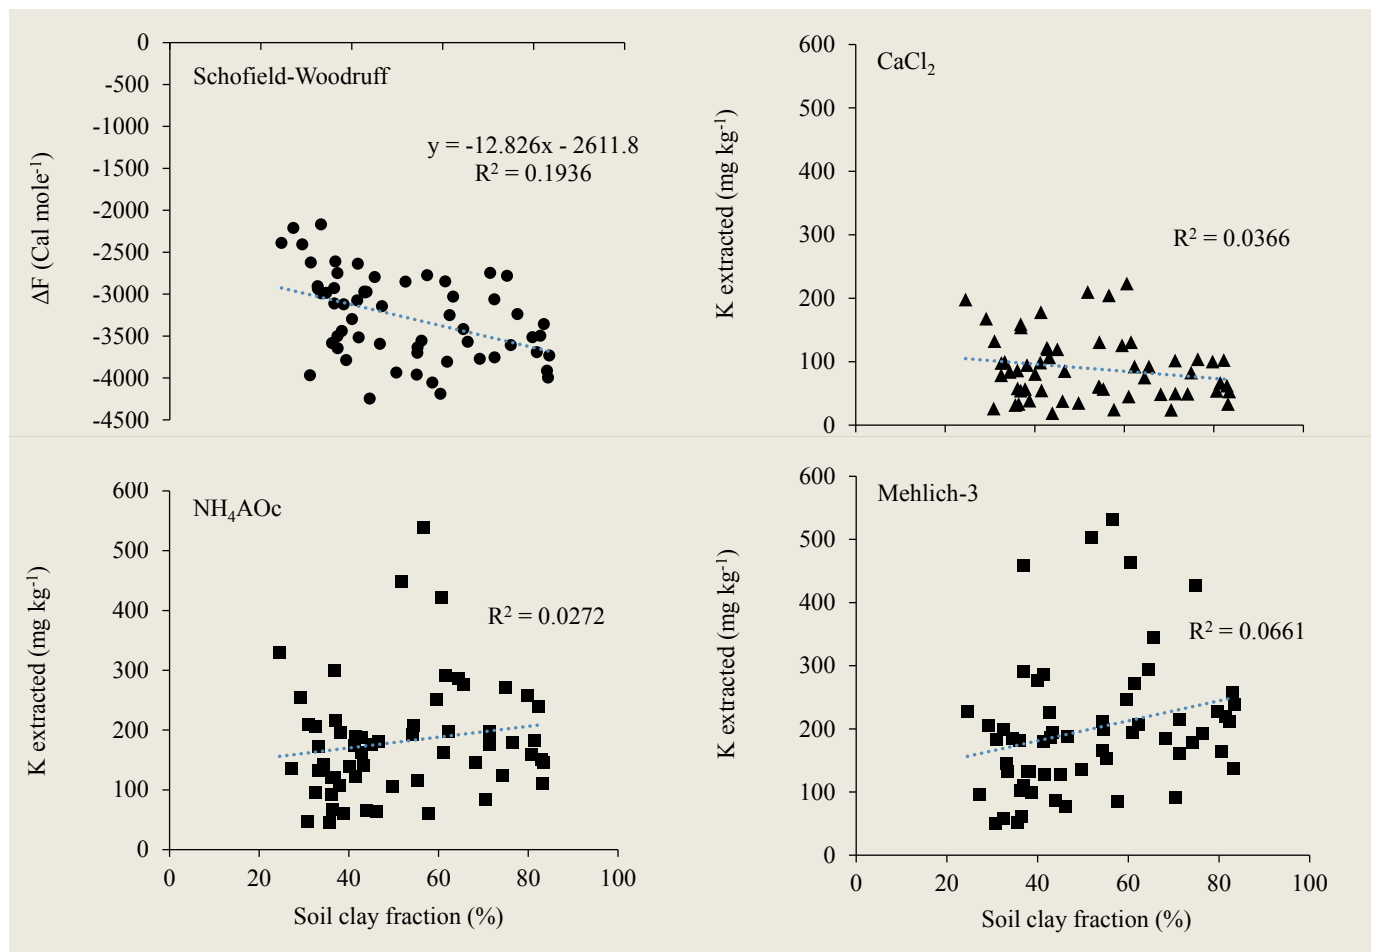 0
-500
-1000
-1500
-2000
-2500
-3000
-3500
-4000
-4500
ΔF (Cal mole⁻¹)
Schofield-Woodruff
y = -12.826x - 2611.8
R² = 0.1936
600
500
400
300
200
100
0
K extracted (mg kg⁻¹)
CaCl₂
R² = 0.0366
600
500
400
300
200
100
0
K extracted (mg kg⁻¹)
NH₄AOc
R² = 0.0272
0 20 40 60 80 100
Soil clay fraction (%)
600
500
400
300
200
100
0
K extracted (mg kg⁻¹)
Mehlich-3
R² = 0.0661
0 20 40 60 80 100
Soil clay fraction (%)